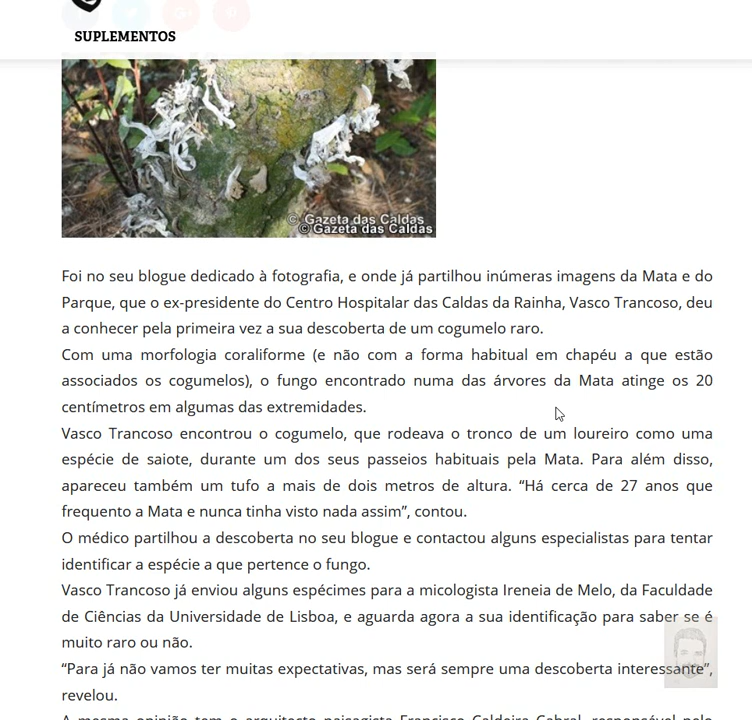 SUPLEMENTOS
© Gazeta das Caldas
©Gazeta das Caldas
Foi no seu blogue dedicado à fotografia, e onde já partilhou inúmeras imagens da Mata e do
Parque, que o ex-presidente do Centro Hospitalar das Caldas da Rainha, Vasco Trancoso, deu
a conhecer pela primeira vez a sua descoberta de um cogumelo raro.
Com uma morfologia coraliforme (e não com a forma habitual em chapéu a que estão
associados os cogumelos), o fungo encontrado numa das árvores da Mata atinge os 20
centímetros em algumas das extremidades.
Vasco Trancoso encontrou o cogumelo, que rodeava o tronco de um loureiro como uma
espécie de saiote, durante um dos seus passeios habituais pela Mata. Para além disso,
apareceu também um tufo a mais de dois metros de altura. “Há cerca de 27 anos que
frequento a Mata e nunca tinha visto nada assim”, contou.
O médico partilhou a descoberta no seu blogue e contactou alguns especialistas para tentar
identificar a espécie a que pertence o fungo.
Vasco Trancoso já enviou alguns espécimes para a micologista Ireneia de Melo, da Faculdade
de Ciências da Universidade de Lisboa, e aguarda agora a sua identificação para saber se é
muito raro ou não.
“Para já não vamos ter muitas expectativas, mas será sempre uma descoberta interessante”,
revelou.
A mesma opinião tem o arquitecto paisagista Francisco Caldeira Cabral, responsável pelo